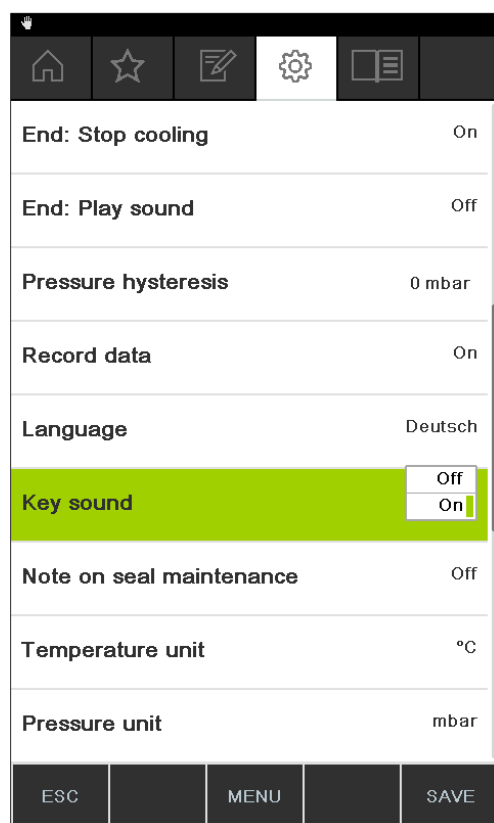 End: Stop cooling On
End: Play sound Off
Pressure hysteresis 0 mbar
Record data On
Language Deutsch
Off
Key sound On
Note on seal maintenance Off
Temperature unit °C
Pressure unit mbar
ESC MENU SAVE